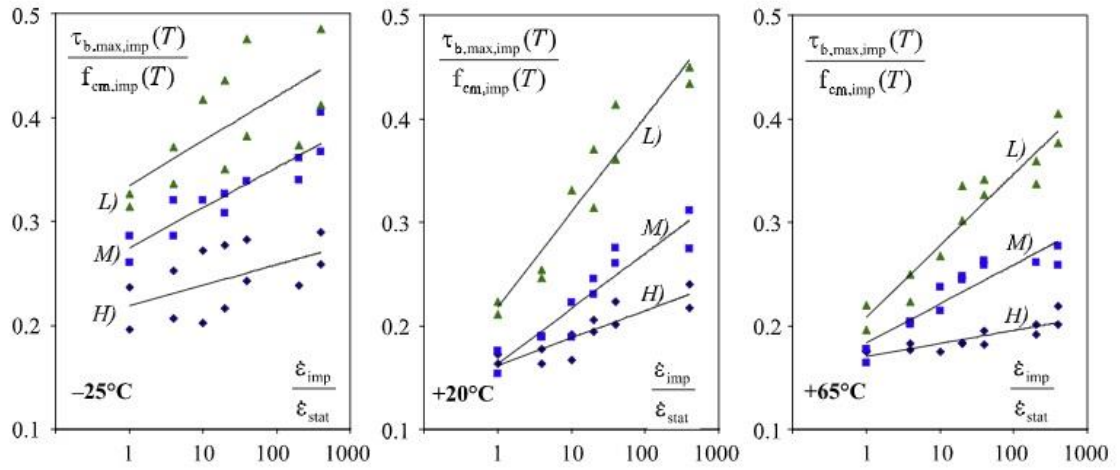 0.5
0.4
0.3
0.2
0.1
τb,max,imp(T)
fcm,imp(T)
L)
M)
H)
−25°C
ε̇imp
ε̇stat
1 10 100 1000
0.5
0.4
0.3
0.2
0.1
τb,max,imp(T)
fcm,imp(T)
L)
M)
H)
+20°C
ε̇imp
ε̇stat
1 10 100 1000
0.5
0.4
0.3
0.2
0.1
τb,max,imp(T)
fcm,imp(T)
L)
M)
H)
+65°C
ε̇imp
ε̇stat
1 10 100 1000